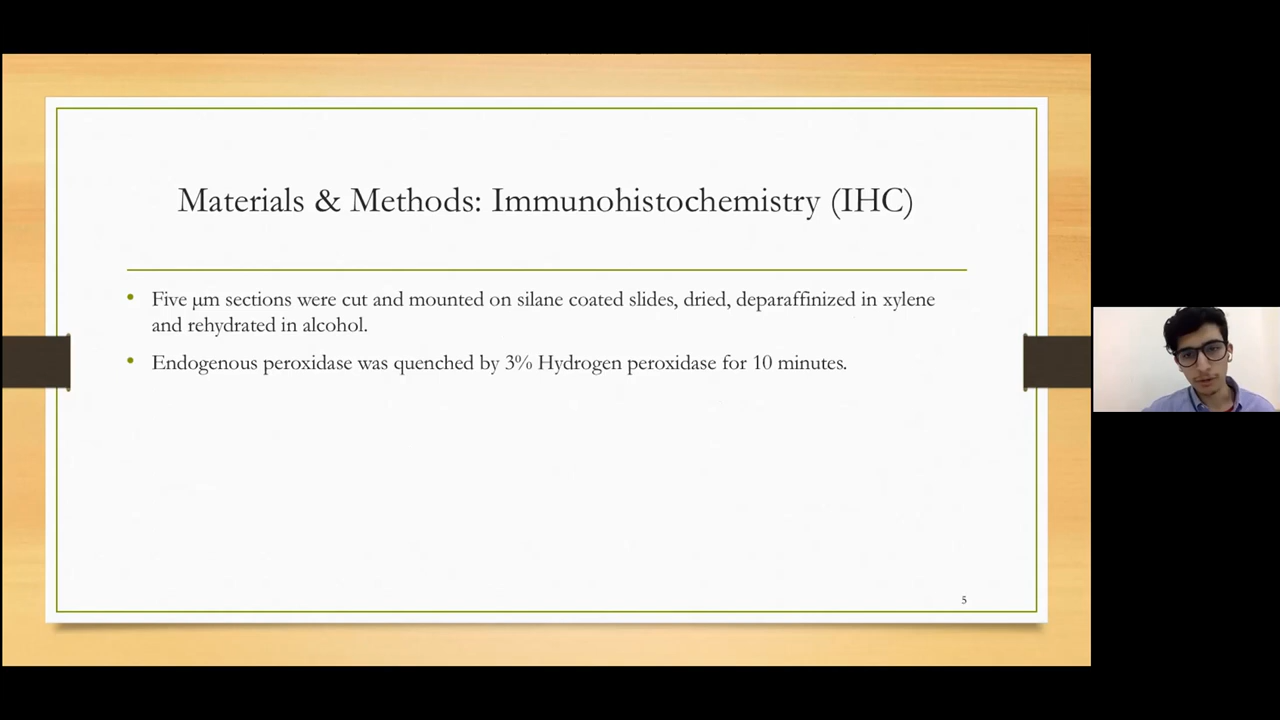 Materials & Methods: Immunohistochemistry (IHC)
• Five µm sections were cut and mounted on silane coated slides, dried, deparaffinized in xylene
and rehydrated in alcohol.
• Endogenous peroxidase was quenched by 3% Hydrogen peroxidase for 10 minutes.
5